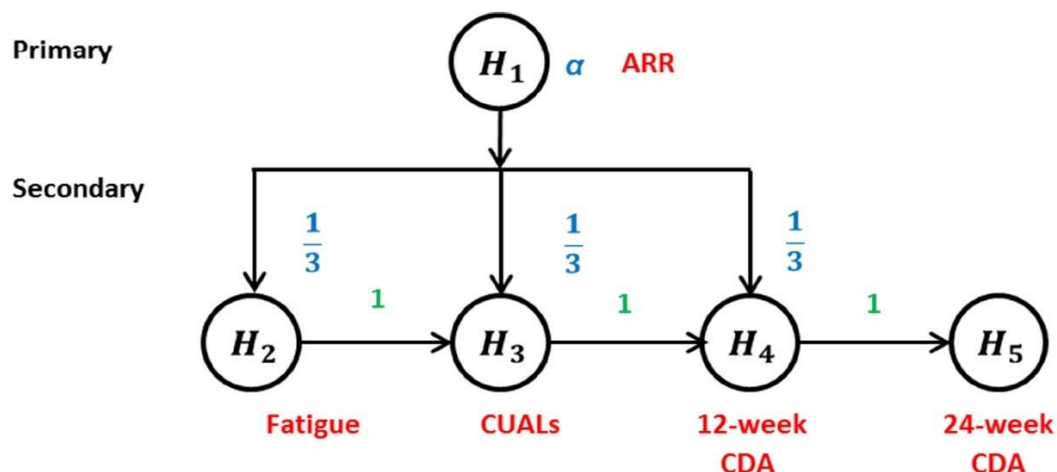 Primary
H₁ α ARR
Secondary
1/3 1/3 1/3
1 1 1
H₂ H₃ H₄ H₅
Fatigue CUALs 12-week 24-week
CDA CDA